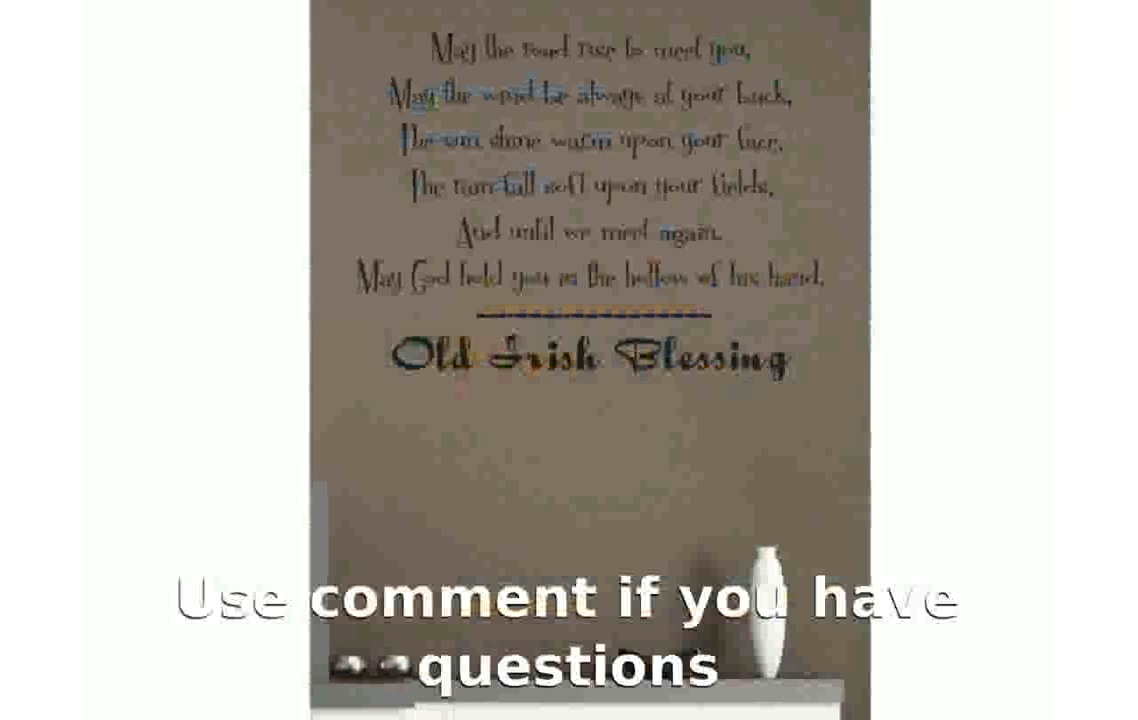 May the road rise to meet you,
May the wind be always at your back,
The sun shine warm upon your face,
The rain fall soft upon your fields,
And until we meet again,
May God hold you in the hollow of his hand.
Old Irish Blessing
Use comment if you have
questions